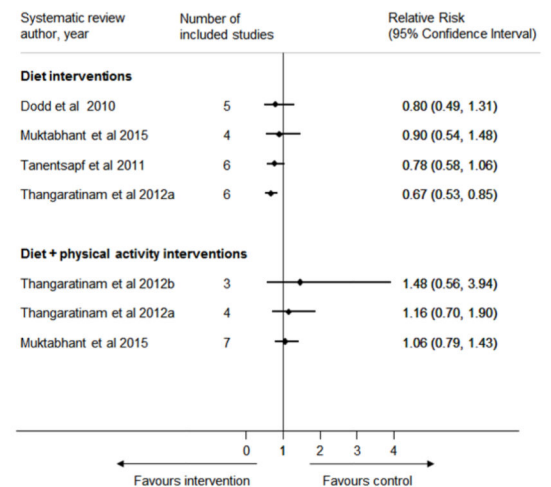 Systematic review author, year Number of included studies Relative Risk (95% Confidence Interval)
Diet interventions
Dodd et al 2010 5 0.80 (0.49, 1.31)
Muktabhant et al 2015 4 0.90 (0.54, 1.48)
Tanentsapf et al 2011 6 0.78 (0.58, 1.06)
Thangaratinam et al 2012a 6 0.67 (0.53, 0.85)
Diet + physical activity interventions
Thangaratinam et al 2012b 3 1.48 (0.56, 3.94)
Thangaratinam et al 2012a 4 1.16 (0.70, 1.90)
Muktabhant et al 2015 7 1.06 (0.79, 1.43)
0 1 2 3 4
Favours intervention Favours control